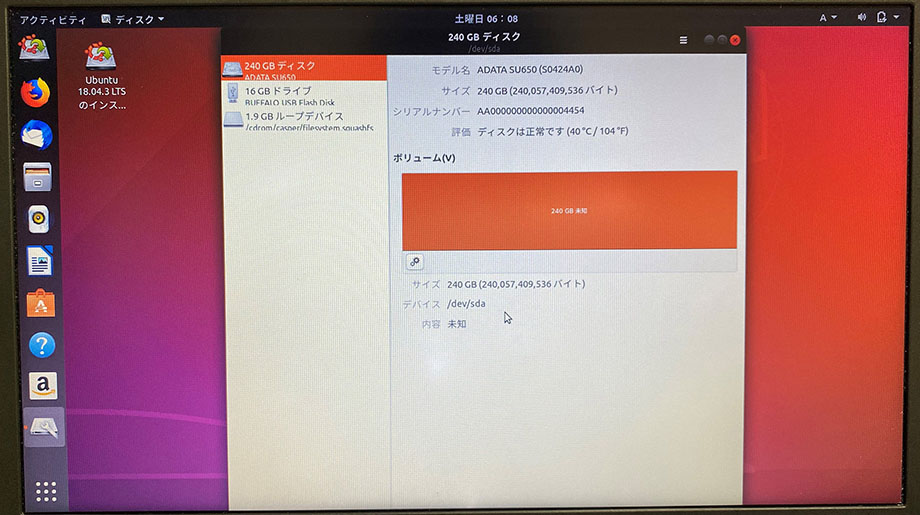 アクティビティ
ディスク
土曜日 06：08
A
240 GB ディスク
/dev/sda
Ubuntu
18.04.3 LTS
のインス...
240 GB ディスク
ADATA SU650
16 GB ドライブ
BUFFALO USB Flash Disk
1.9 GB ループデバイス
/cdrom/casper/filesystem.squashfs
モデル名 ADATA SU650 (S0424A0)
サイズ 240 GB (240,057,409,536 バイト)
シリアルナンバー AA00000000000004454
評価 ディスクは正常です (40 °C / 104 °F)
ボリューム(V)
240 GB 未知
サイズ 240 GB (240,057,409,536 バイト)
デバイス /dev/sda
内容 未知